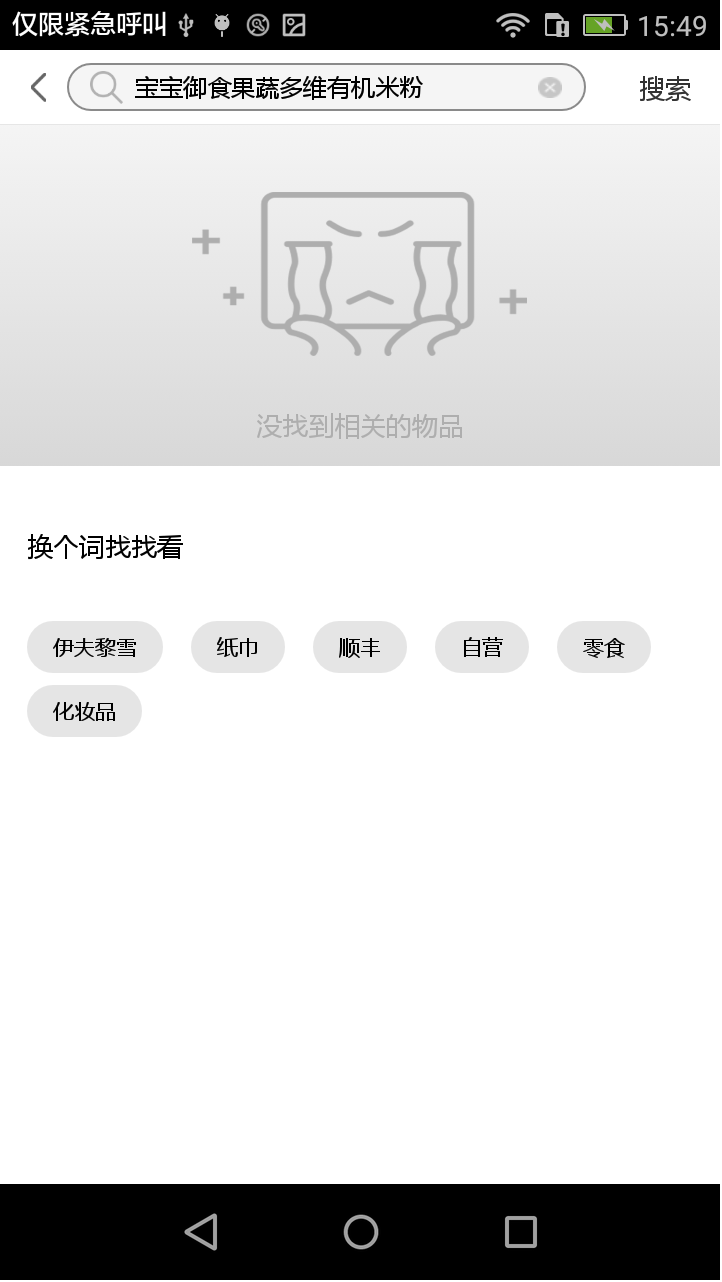 仅限紧急呼叫 15:49
宝宝御食果蔬多维有机米粉 搜索
没找到相关的物品
换个词找找看
伊夫黎雪 纸巾 顺丰 自营 零食
化妆品